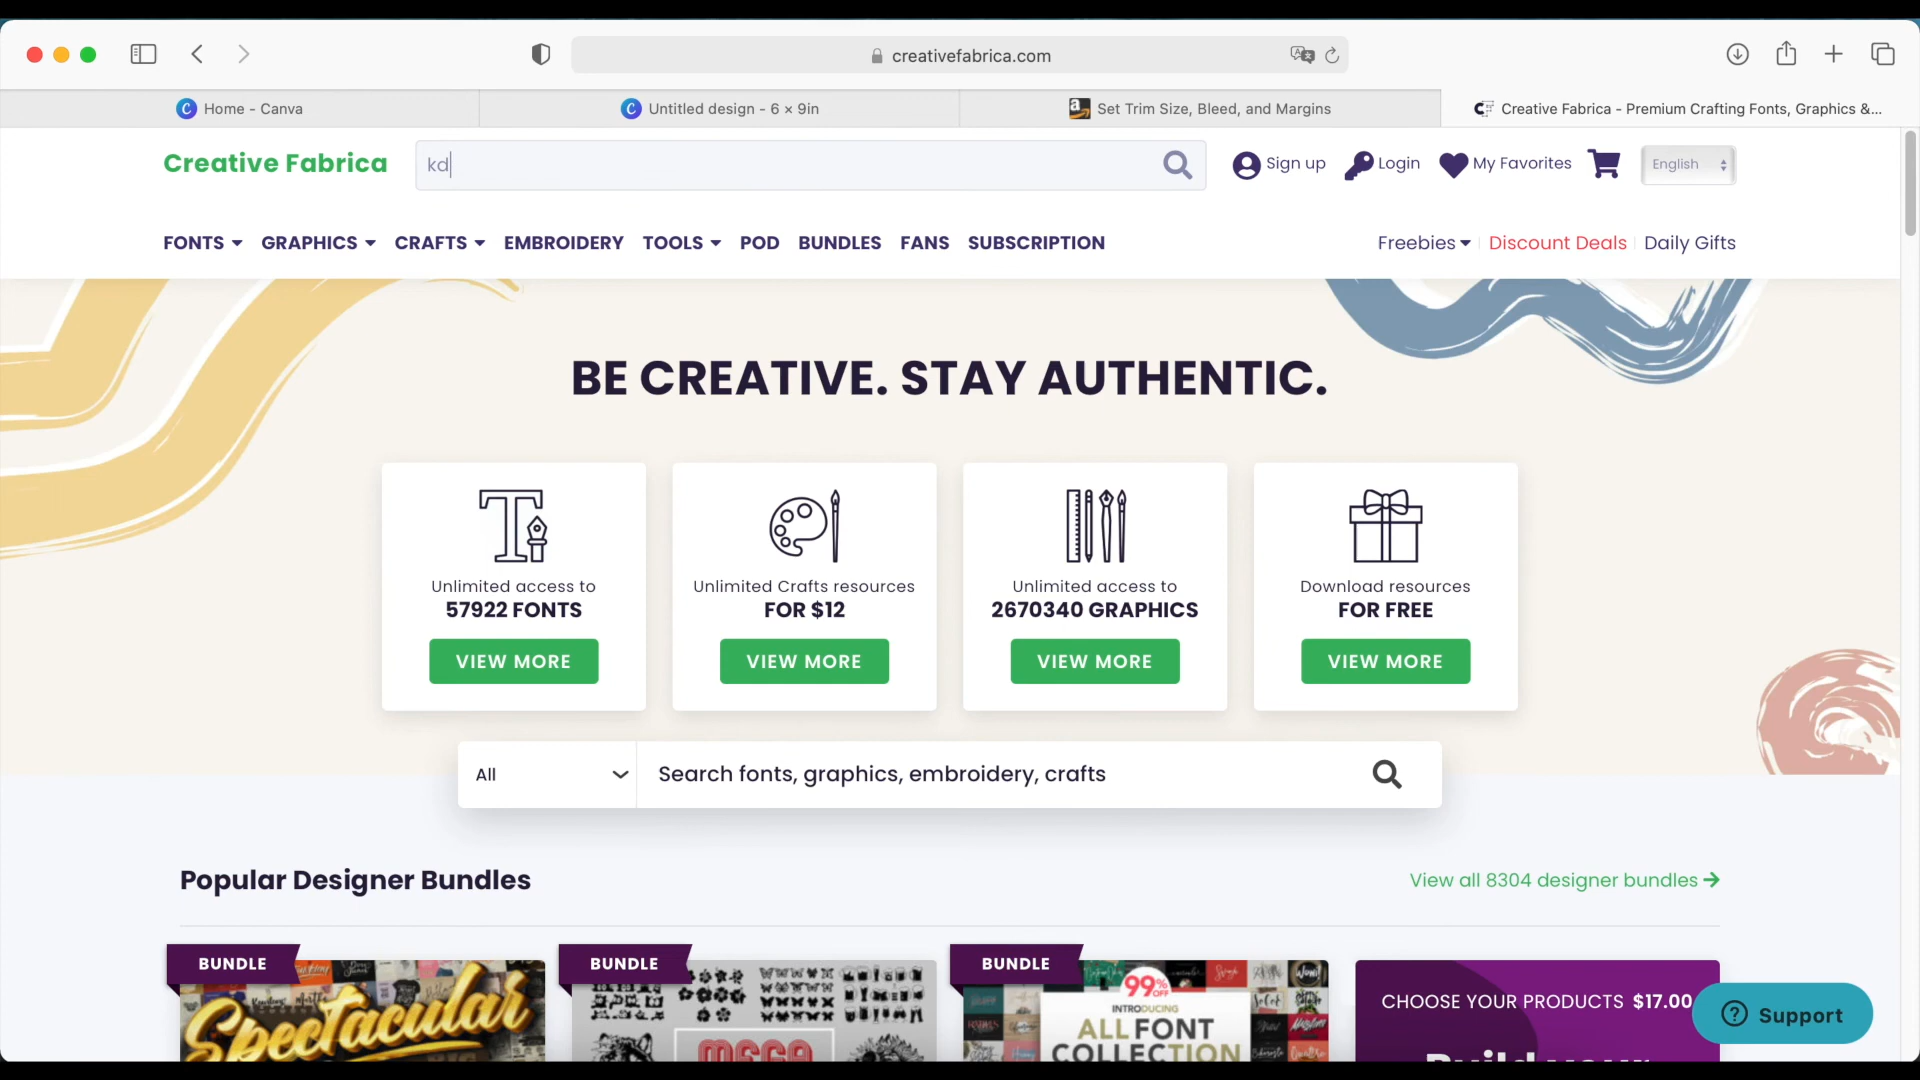 creativefabrica.com
Home - Canva
Untitled design - 6 × 9in
Set Trim Size, Bleed, and Margins
Creative Fabrica - Premium Crafting Fonts, Graphics &...
Creative Fabrica
kd
Sign up
Login
My Favorites
English
FONTS
GRAPHICS
CRAFTS
EMBROIDERY
TOOLS
POD
BUNDLES
FANS
SUBSCRIPTION
Freebies
Discount Deals
Daily Gifts
BE CREATIVE. STAY AUTHENTIC.
Unlimited access to
57922 FONTS
VIEW MORE
Unlimited Crafts resources
FOR $12
VIEW MORE
Unlimited access to
2670340 GRAPHICS
VIEW MORE
Download resources
FOR FREE
VIEW MORE
All
Search fonts, graphics, embroidery, crafts
Popular Designer Bundles
View all 8304 designer bundles
BUNDLE
Spectacular
BUNDLE
MEGA
BUNDLE
99%
OFF
INTRODUCING
ALL FONT
COLLECTION
CHOOSE YOUR PRODUCTS $17.00
Build your
Support